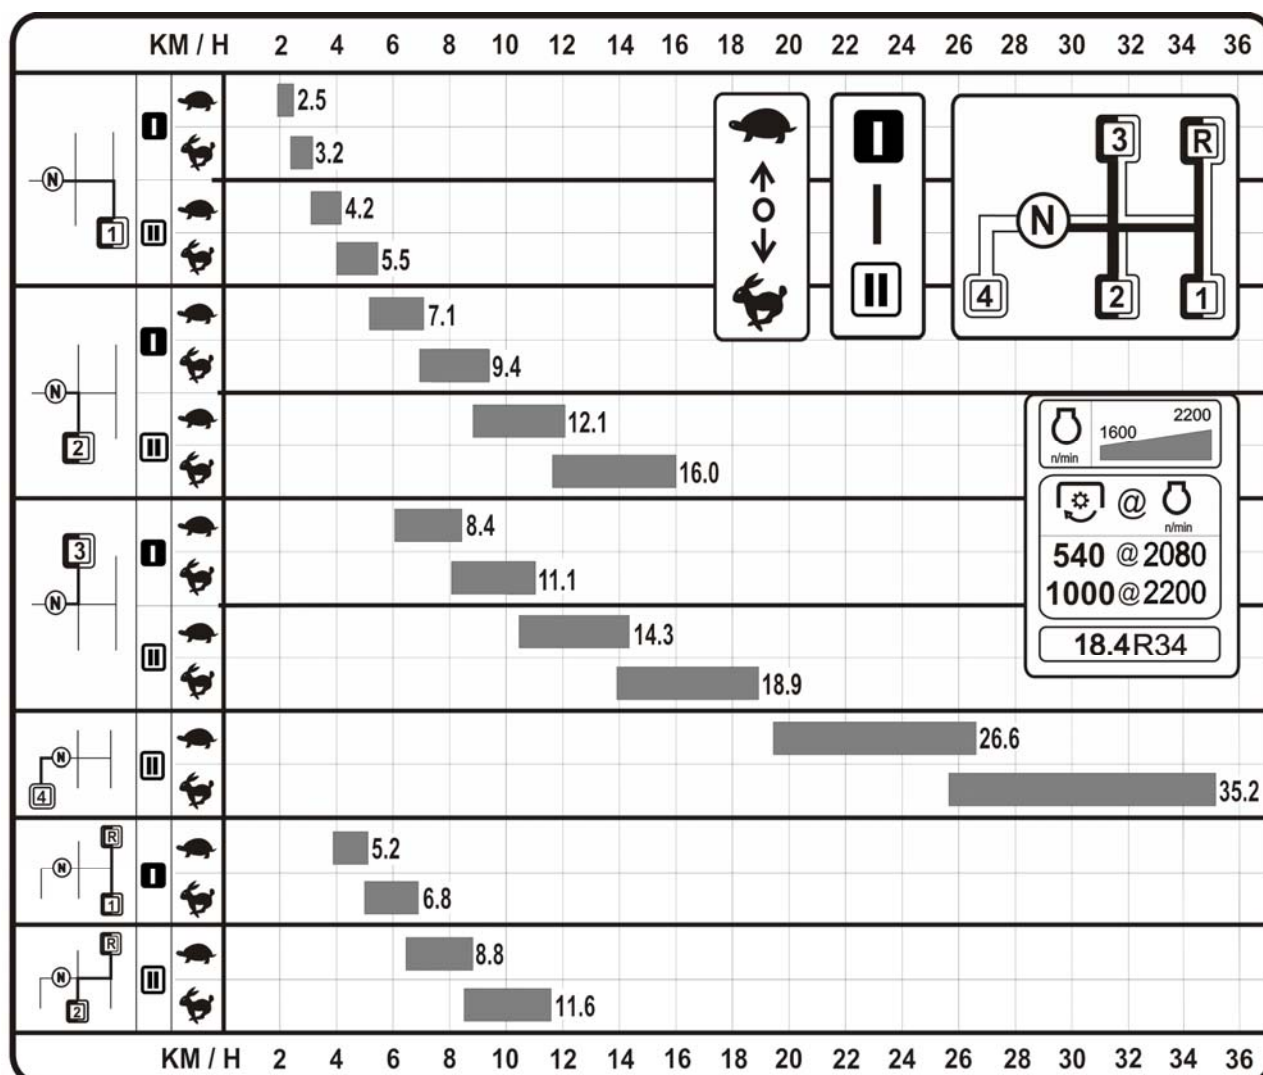 KM / H 2 4 6 8 10 12 14 16 18 20 22 24 26 28 30 32 34 36
N
1
I
2.5
3.2
II
4.2
5.5
N
2
I
7.1
9.4
II
12.1
16.0
3
N
I
8.4
11.1
II
14.3
18.9
N
4
II
26.6
35.2
R
N
1
I
5.2
6.8
R
N
2
II
8.8
11.6
O
I
II
3 R
N
4 2 1
2200
1600
n/min
@
n/min
540 @ 2080
1000 @ 2200
18.4R34
KM / H 2 4 6 8 10 12 14 16 18 20 22 24 26 28 30 32 34 36